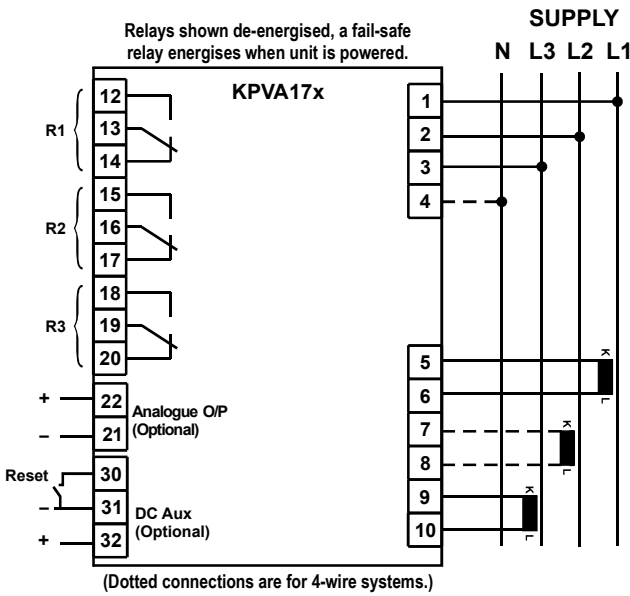 Relays shown de-energised, a fail-safe
relay energises when unit is powered.
SUPPLY
N L3 L2 L1
KPVA17x
R1
12
13
14
R2
15
16
17
R3
18
19
20
+ 22
Analogue O/P
– 21
(Optional)
Reset 30
– 31
DC Aux
(Optional)
+ 32
1
2
3
4
5
6
7
8
9
10
K
L
K
L
K
L
(Dotted connections are for 4-wire systems.)